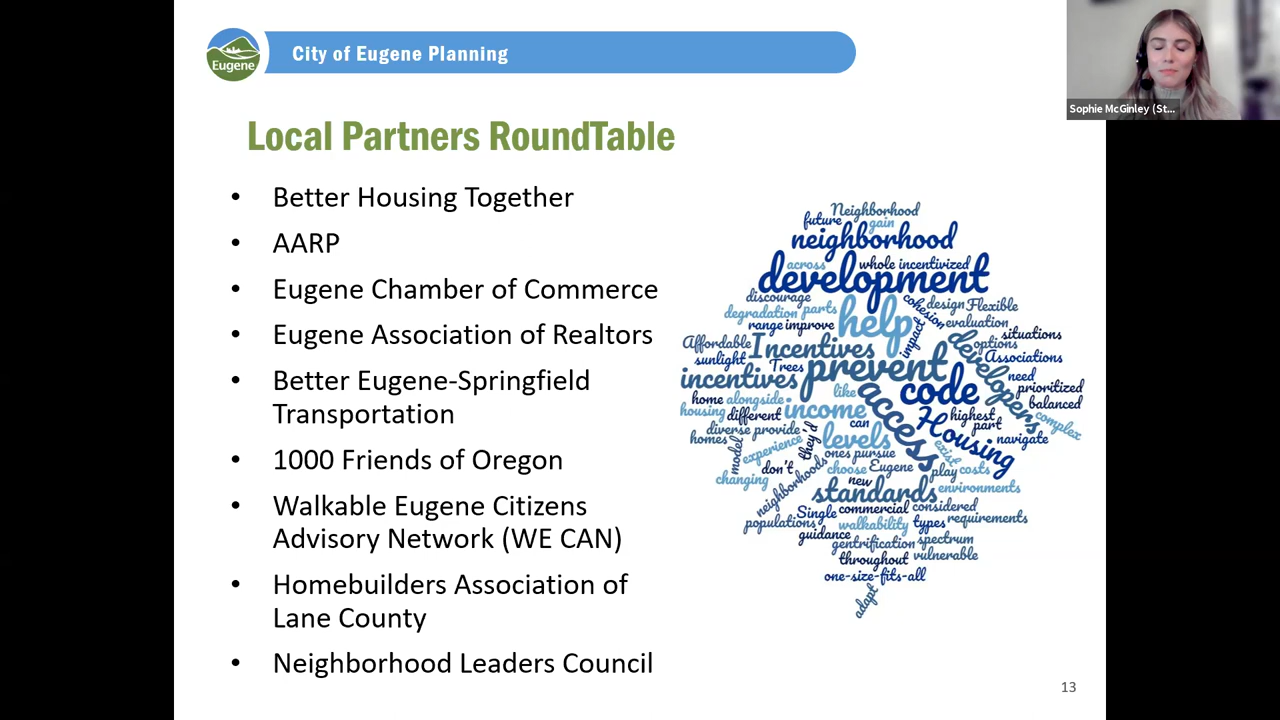 City of Eugene Planning
Eugene
Sophie McGinley (St...
Local Partners RoundTable
• Better Housing Together
• AARP
• Eugene Chamber of Commerce
• Eugene Association of Realtors
• Better Eugene-Springfield
Transportation
• 1000 Friends of Oregon
• Walkable Eugene Citizens
Advisory Network (WE CAN)
• Homebuilders Association of
Lane County
• Neighborhood Leaders Council
Neighborhood
future
gain
neighborhood
across
whole incentivized
development
discourage
cohesion
design
Flexible
degradation
parts
help
range
improve
impact
evaluation
situations
Affordable
Incentives
developers
options
sunlight
Trees
prevent
Associations
incentives
need
like
code
prioritized
home
alongside
access
balanced
housing
different
income
Housing
highest
complex
diverse
provide
they'd
can
part
homes
levels
navigate
model
experience
ones
pursue
exist
don't
choose
Eugene
play
costs
changing
neighborhoods
new
standards
environments
Single
commercial
considered
populations
walkability
types
requirements
guidance
gentrification
spectrum
throughout
vulnerable
one-size-fits-all
adapt
13